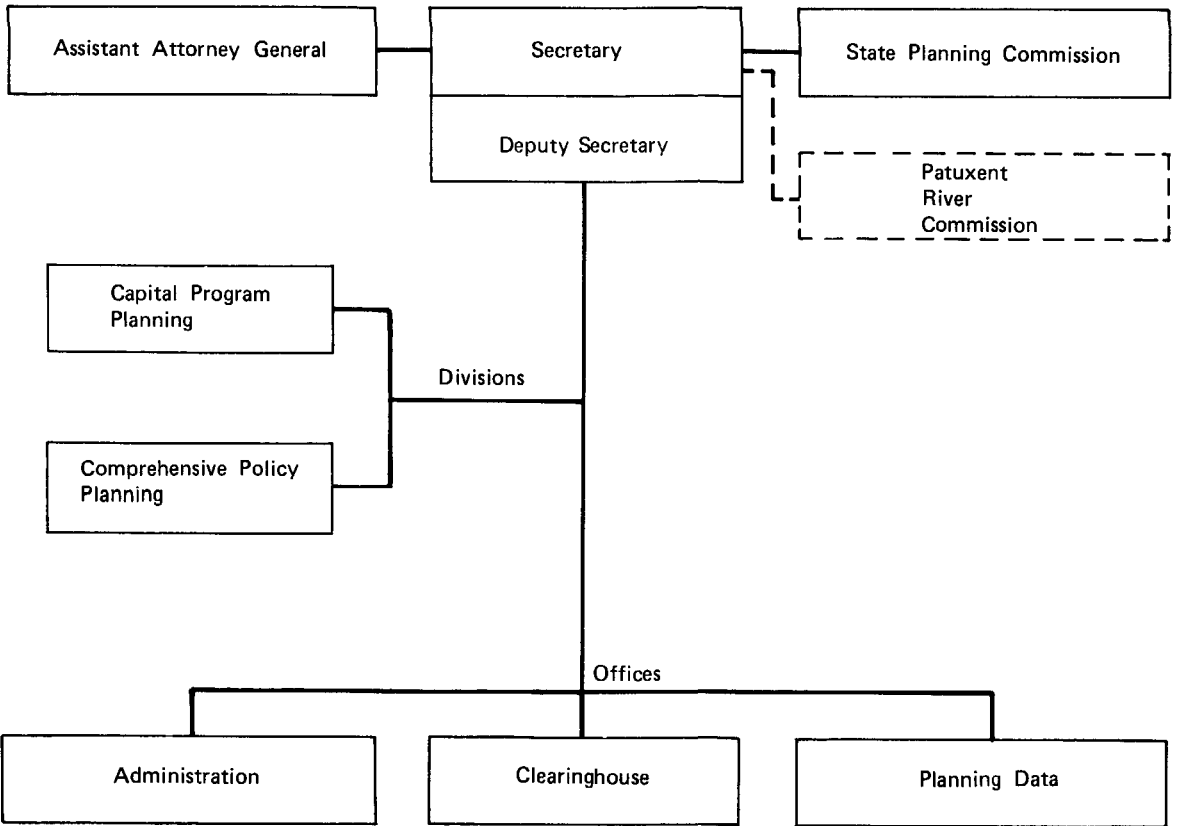 Assistant Attorney General
Secretary
State Planning Commission
Deputy Secretary
Patuxent
River
Commission
Capital Program
Planning
Divisions
Comprehensive Policy
Planning
Offices
Administration
Clearinghouse
Planning Data